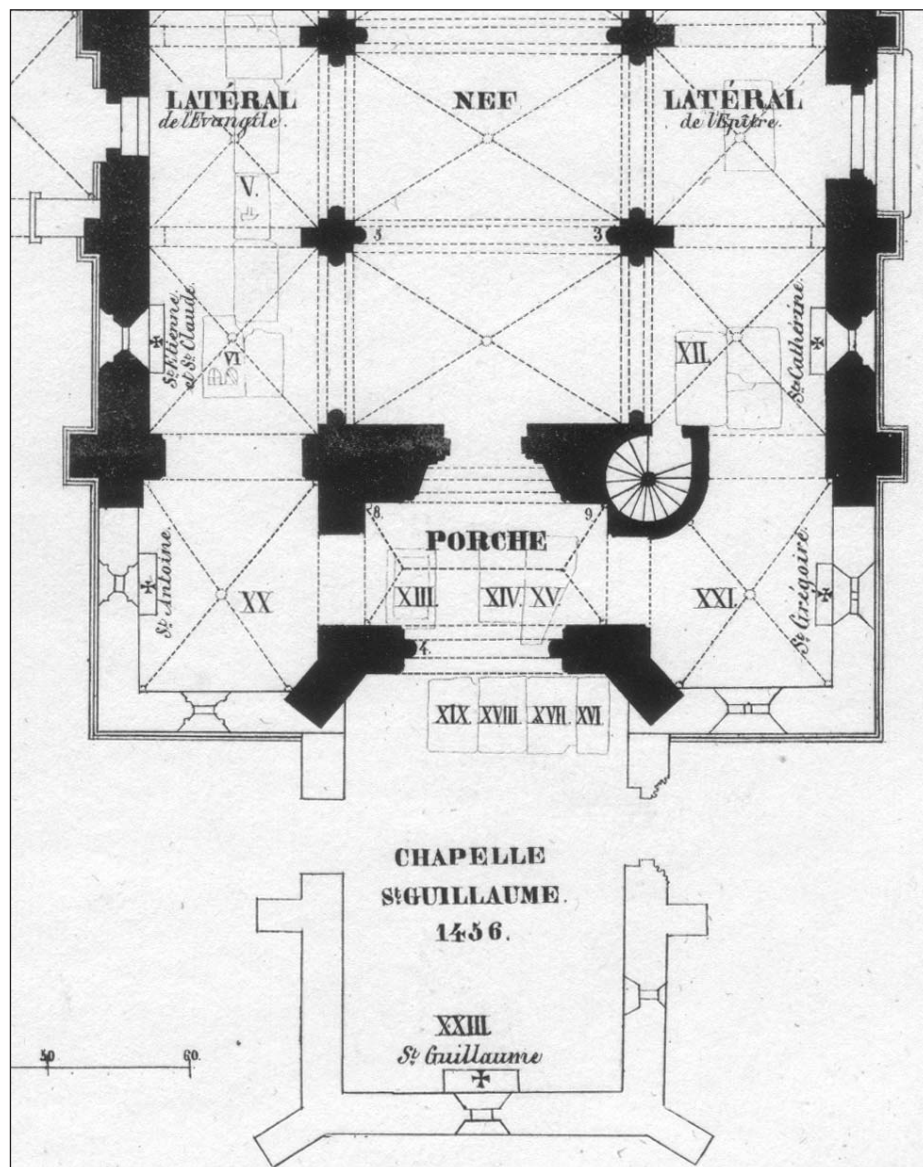 LATÉRAL
de l'Evangile.
NEF
LATÉRAL
de l'Epître.
V.
5
3
St. Etienne
et St. Claude.
VI
XII.
Ste Cathérine.
8.
9.
PORCHE
St. Antoine.
XX
XIII.
XIV.
XV.
XXI.
St. Grégoire.
4.
XIX.
XVIII.
XVII.
XVI.
CHAPELLE
St. GUILLAUME.
1456.
XXIII.
St. Guillaume
50.
60.